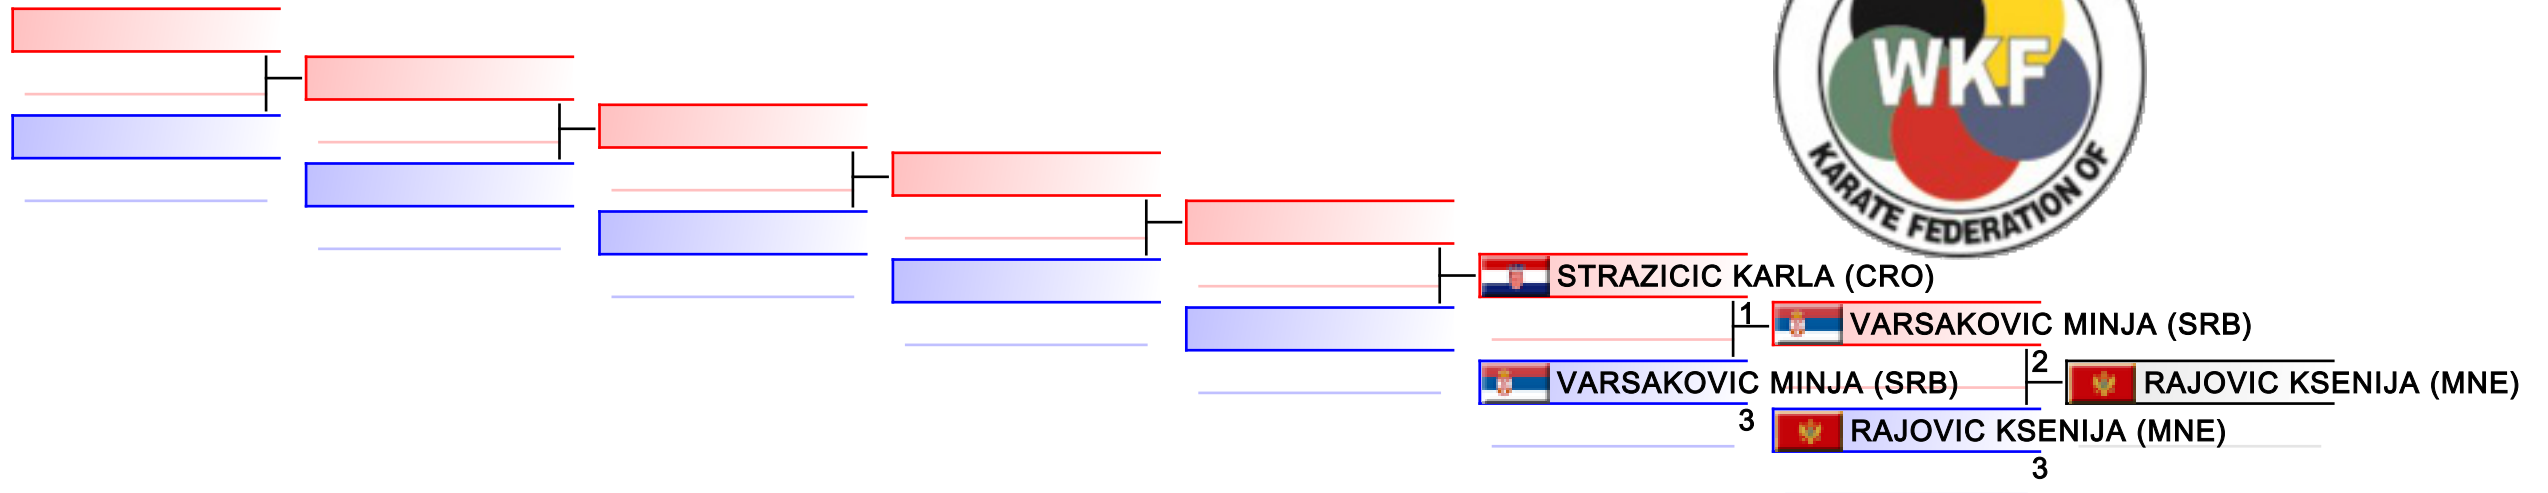 WKF
KARATE FEDERATION OF
STRAZICIC KARLA (CRO)
1
VARSAKOVIC MINJA (SRB)
2
VARSAKOVIC MINJA (SRB)
RAJOVIC KSENIJA (MNE)
3
RAJOVIC KSENIJA (MNE)
3